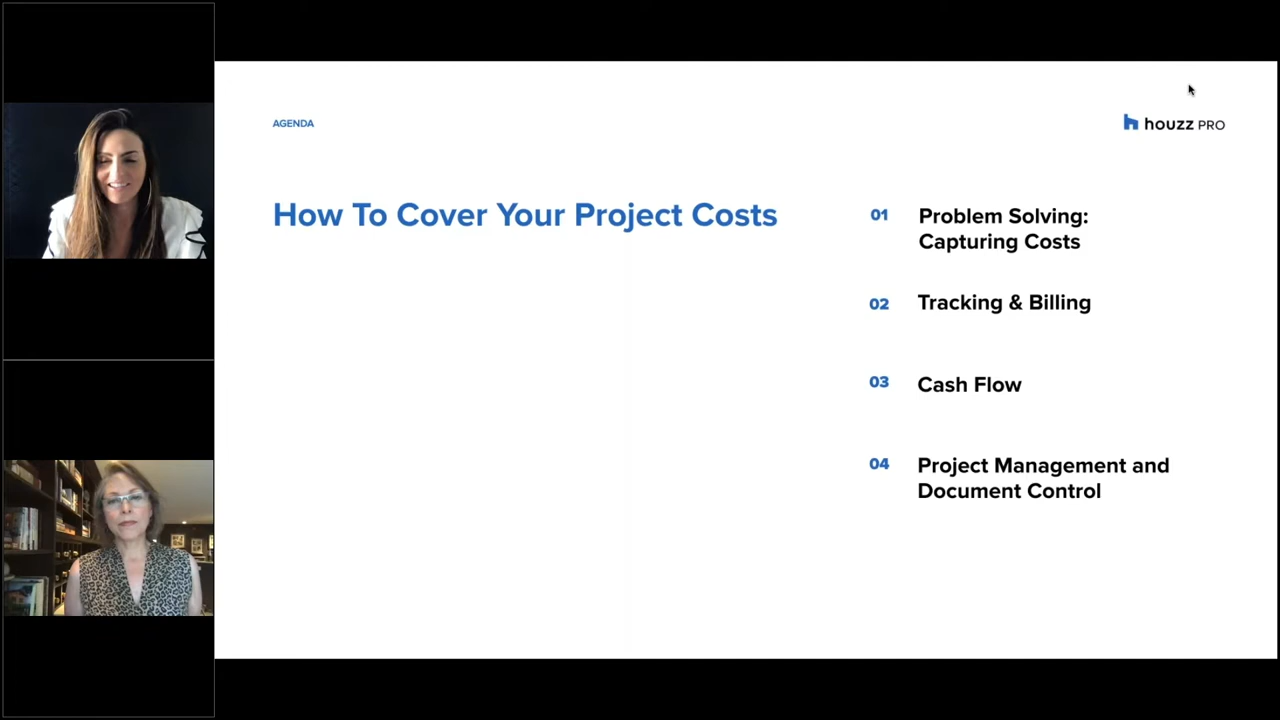 AGENDA
houzz PRO
How To Cover Your Project Costs
01
Problem Solving:
Capturing Costs
02
Tracking & Billing
03
Cash Flow
04
Project Management and
Document Control